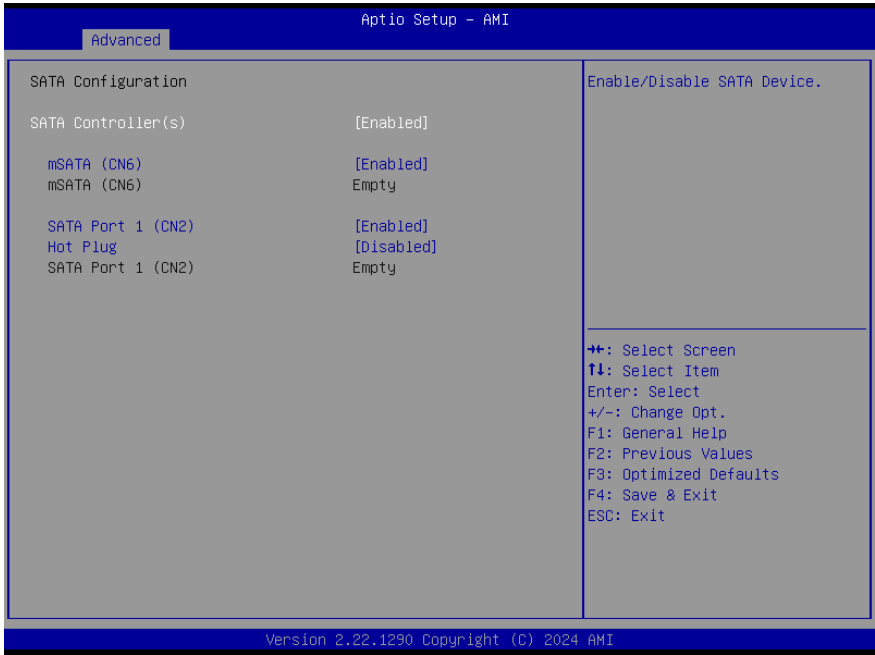 Aptio Setup – AMI
Advanced
SATA Configuration
SATA Controller(s) [Enabled]
mSATA (CN6) [Enabled]
mSATA (CN6) Empty
SATA Port 1 (CN2) [Enabled]
Hot Plug [Disabled]
SATA Port 1 (CN2) Empty
Enable/Disable SATA Device.
→←: Select Screen
↑↓: Select Item
Enter: Select
+/-: Change Opt.
F1: General Help
F2: Previous Values
F3: Optimized Defaults
F4: Save & Exit
ESC: Exit
Version 2.22.1290 Copyright (C) 2024 AMI